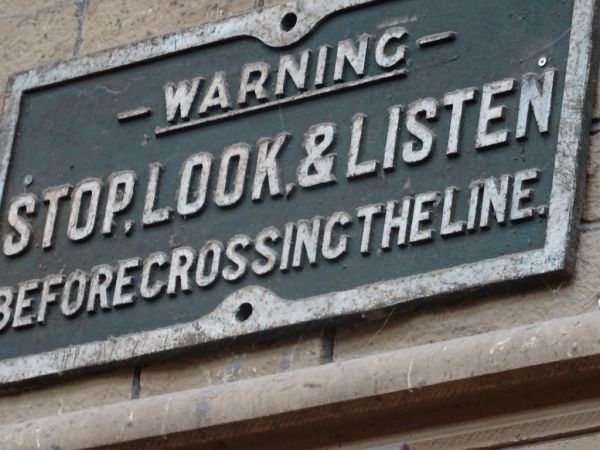 - WARNING -
STOP, LOOK, & LISTEN
BEFORE CROSSING THE LINE.